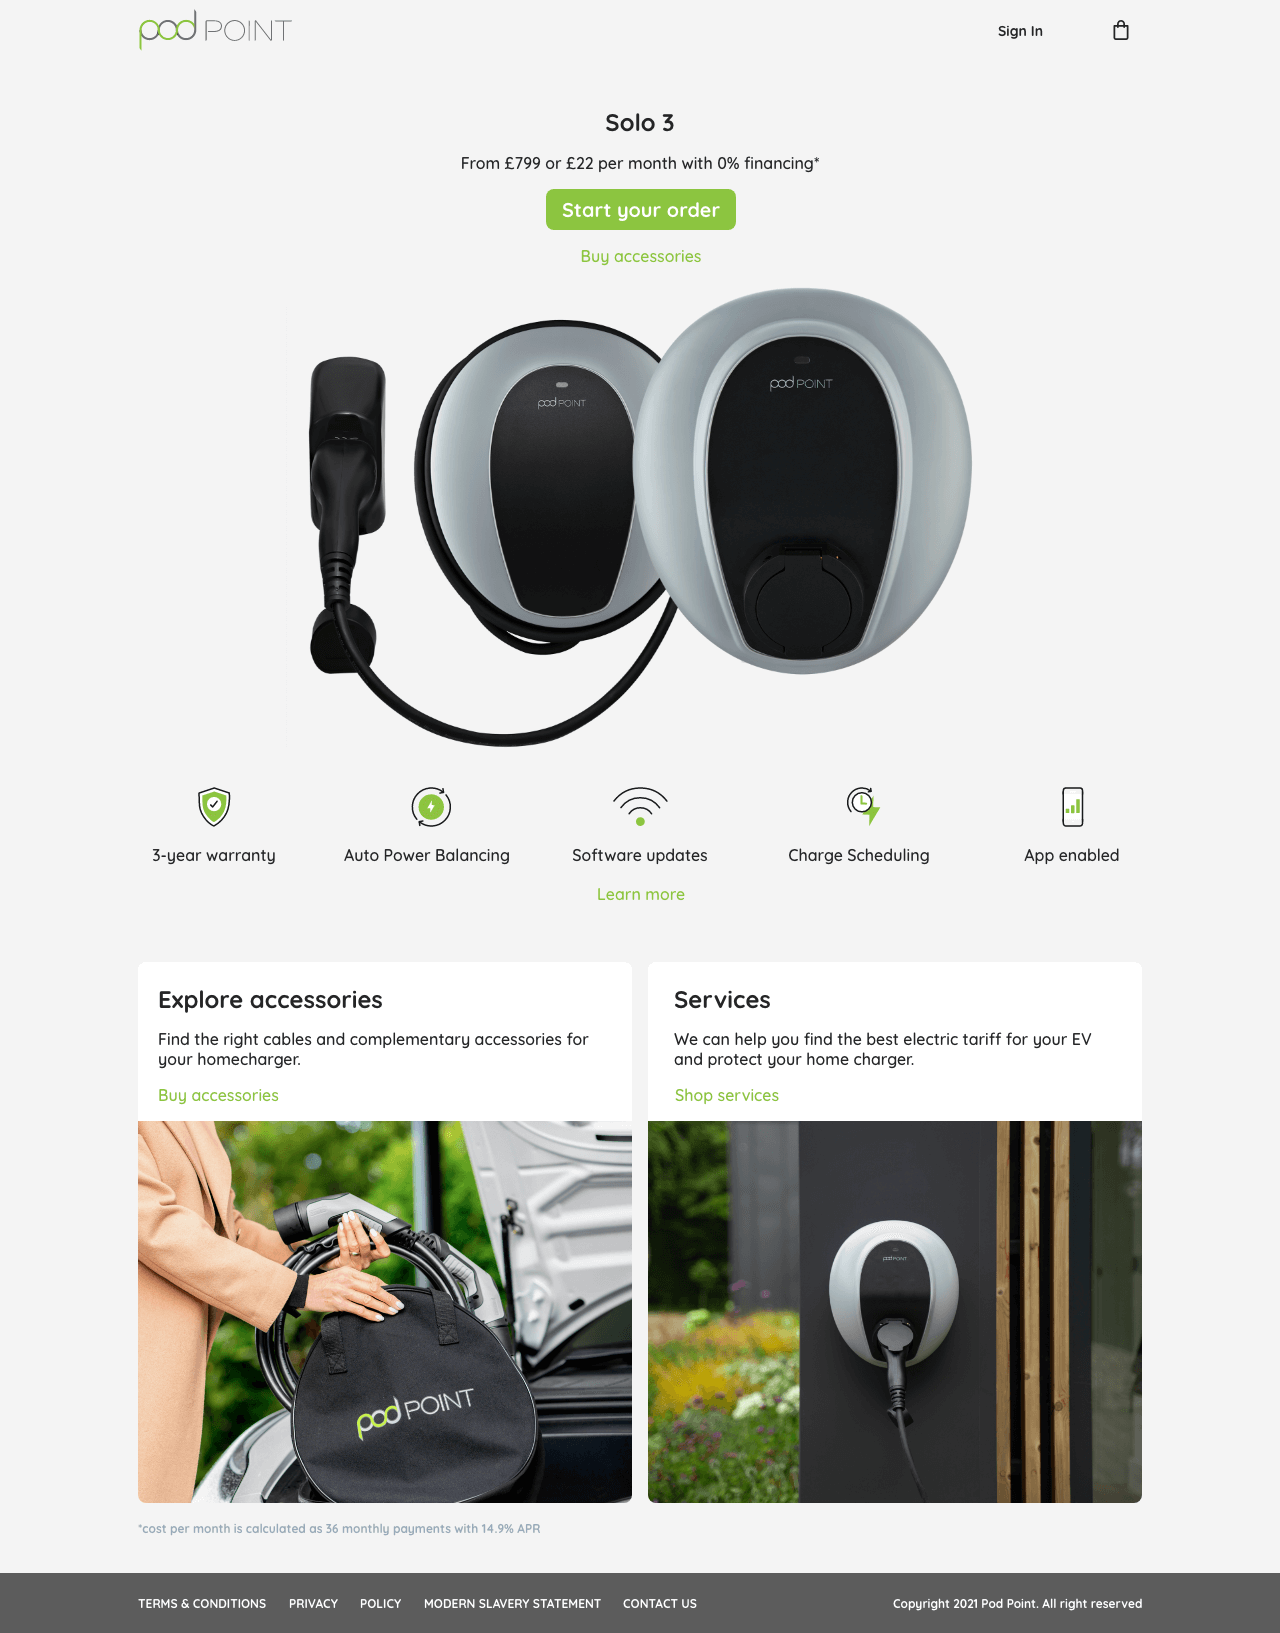 pod POINT
Sign In
Solo 3
From £799 or £22 per month with 0% financing*
Start your order
Buy accessories
pod POINT
pod POINT
3-year warranty
Auto Power Balancing
Software updates
Charge Scheduling
App enabled
Learn more
Explore accessories
Find the right cables and complementary accessories for
your homecharger.
Buy accessories
Services
We can help you find the best electric tariff for your EV
and protect your home charger.
Shop services
pod POINT
pod POINT
*cost per month is calculated as 36 monthly payments with 14.9% APR
TERMS & CONDITIONS PRIVACY POLICY MODERN SLAVERY STATEMENT CONTACT US
Copyright 2021 Pod Point. All right reserved